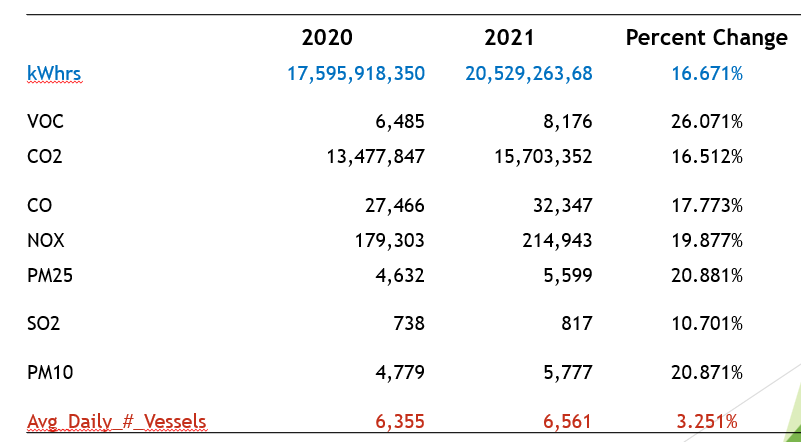 2020 2021 Percent Change
kWhrs 17,595,918,350 20,529,263,68 16.671%
VOC 6,485 8,176 26.071%
CO2 13,477,847 15,703,352 16.512%
CO 27,466 32,347 17.773%
NOX 179,303 214,943 19.877%
PM25 4,632 5,599 20.881%
SO2 738 817 10.701%
PM10 4,779 5,777 20.871%
Avg_Daily_#_Vessels 6,355 6,561 3.251%